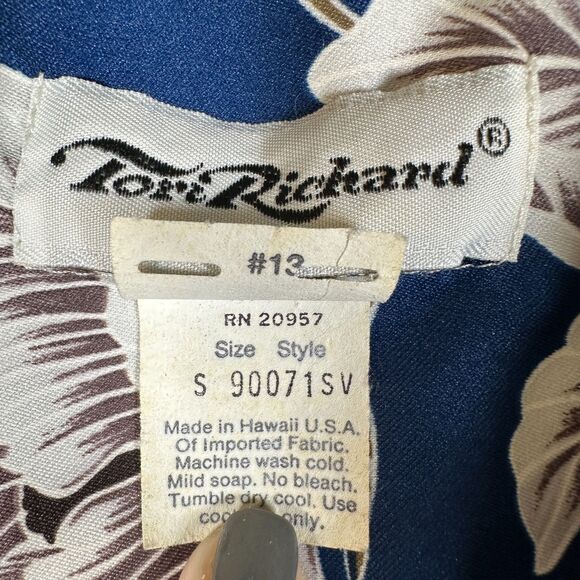 Tori Richard®
#13
RN 20957
Size Style
S 90071SV
Made in Hawaii U.S.A.
Of Imported Fabric.
Machine wash cold.
Mild soap. No bleach.
Tumble dry cool. Use
only.